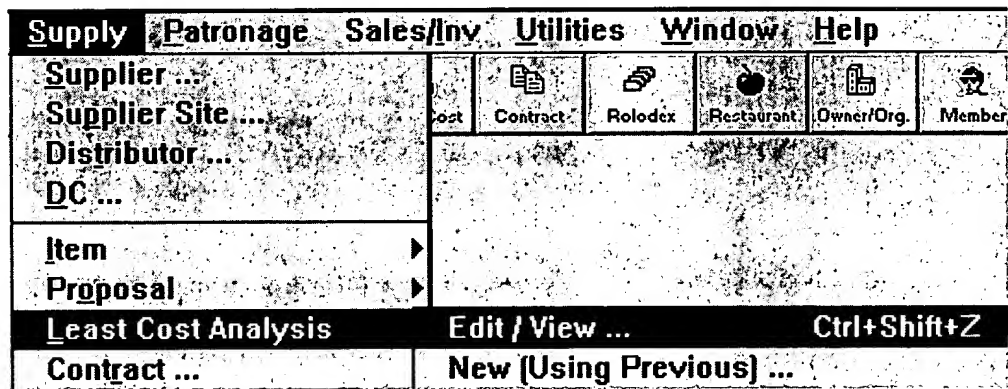 Supply Patronage Sales/Inv Utilities Window Help
Supplier ...
Supplier Site ...
Distributor ...
DC ...
Cost Contract Rolodex Restaurant Owner/Org. Member
Item
Proposal
Least Cost Analysis Edit / View ... Ctrl+Shift+Z
Contract ... New (Using Previous) ...